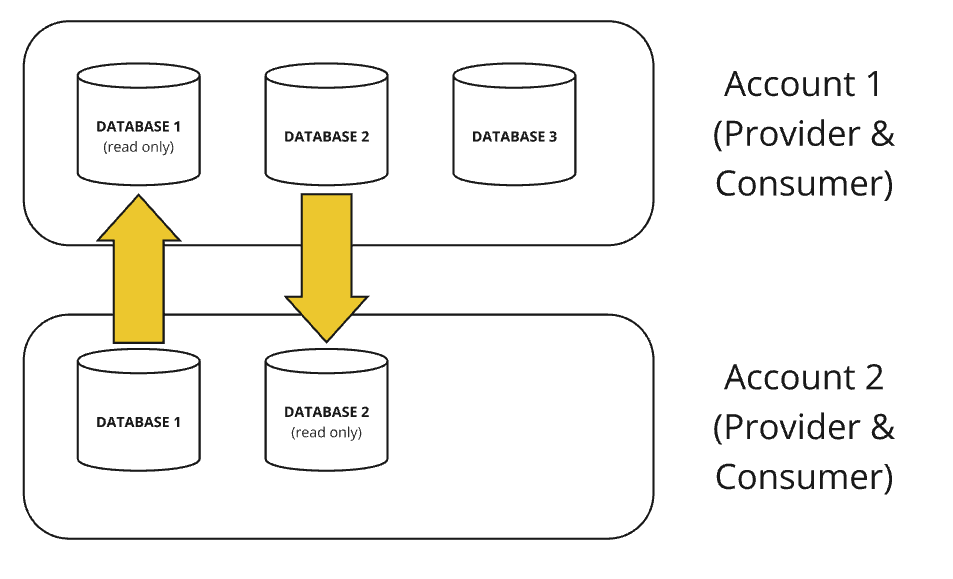 DATABASE 1
(read only)
DATABASE 2
DATABASE 3
Account 1
(Provider &
Consumer)
DATABASE 1
DATABASE 2
(read only)
Account 2
(Provider &
Consumer)